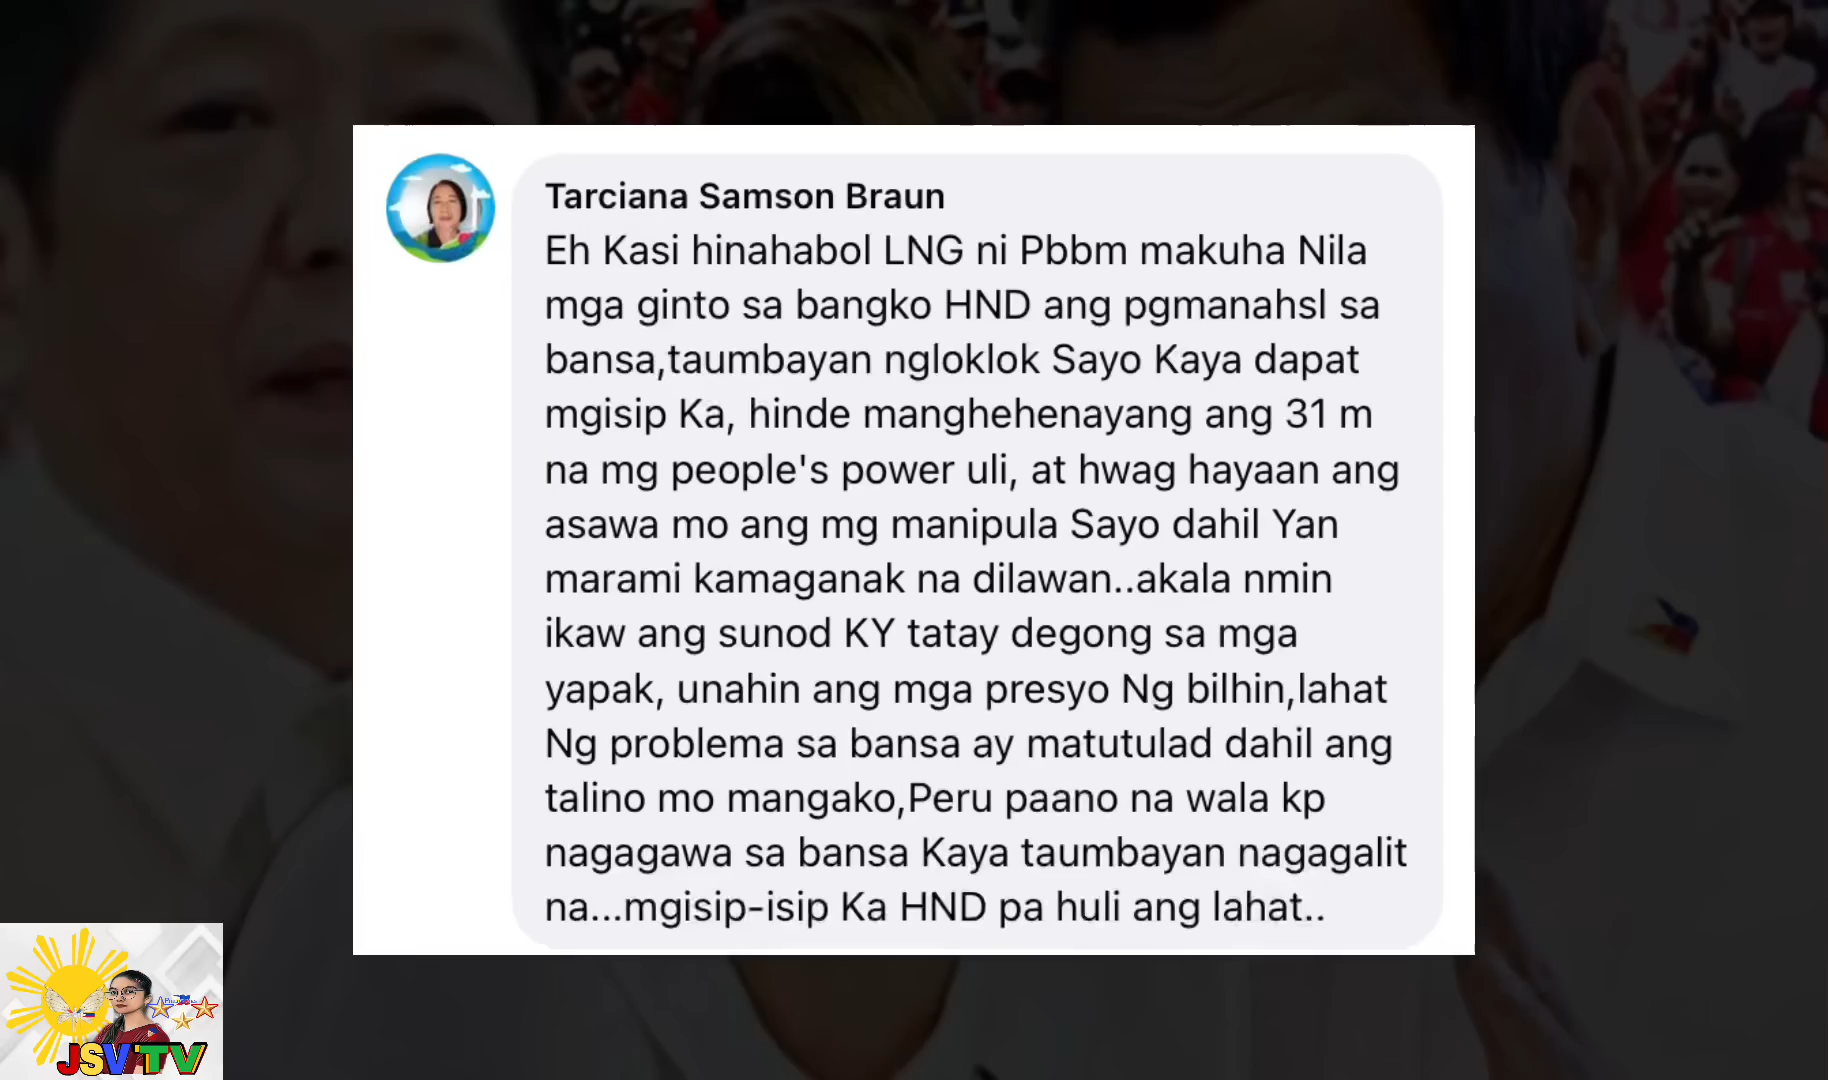 Tarciana Samson Braun
Eh Kasi hinahabol LNG ni Pbbm makuha Nila
mga ginto sa bangko HND ang pgmanahsl sa
bansa,taumbayan ngloklok Sayo Kaya dapat
mgisip Ka, hinde manghehenayang ang 31 m
na mg people's power uli, at hwag hayaan ang
asawa mo ang mg manipula Sayo dahil Yan
marami kamaganak na dilawan..akala nmin
ikaw ang sunod KY tatay degong sa mga
yapak, unahin ang mga presyo Ng bilhin,lahat
Ng problema sa bansa ay matutulad dahil ang
talino mo mangako,Peru paano na wala kp
nagagawa sa bansa Kaya taumbayan nagagalit
na...mgisip-isip Ka HND pa huli ang lahat..
JSV TV